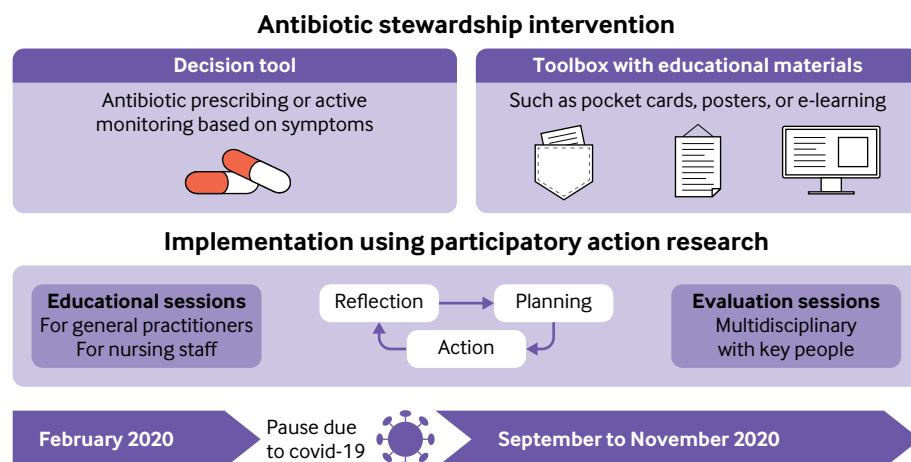 Antibiotic stewardship intervention
Decision tool
Antibiotic prescribing or active
monitoring based on symptoms
Toolbox with educational materials
Such as pocket cards, posters, or e-learning
Implementation using participatory action research
Educational sessions
For general practitioners
For nursing staff
Reflection
Planning
Action
Evaluation sessions
Multidisciplinary
with key people
February 2020
Pause due
to covid-19
September to November 2020